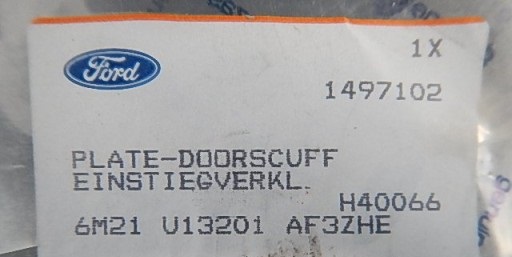 1X
Ford
1497102
PLATE-DOORSCUFF
EINSTIEGVERKL.
H40066
6M21 U13201 AF3ZHE